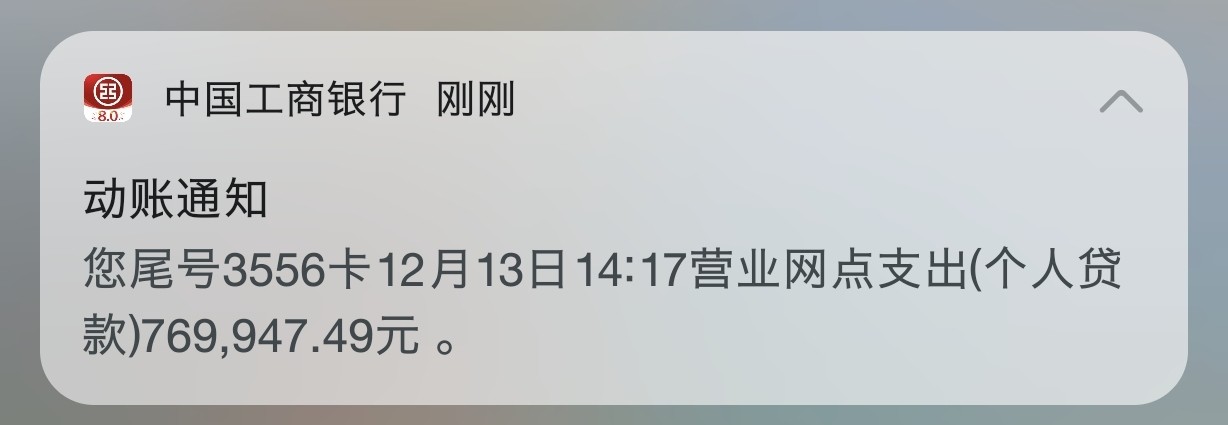 8.0
中国工商银行 刚刚
动账通知
您尾号3556卡12月13日14:17营业网点支出(个人贷
款)769,947.49元 。